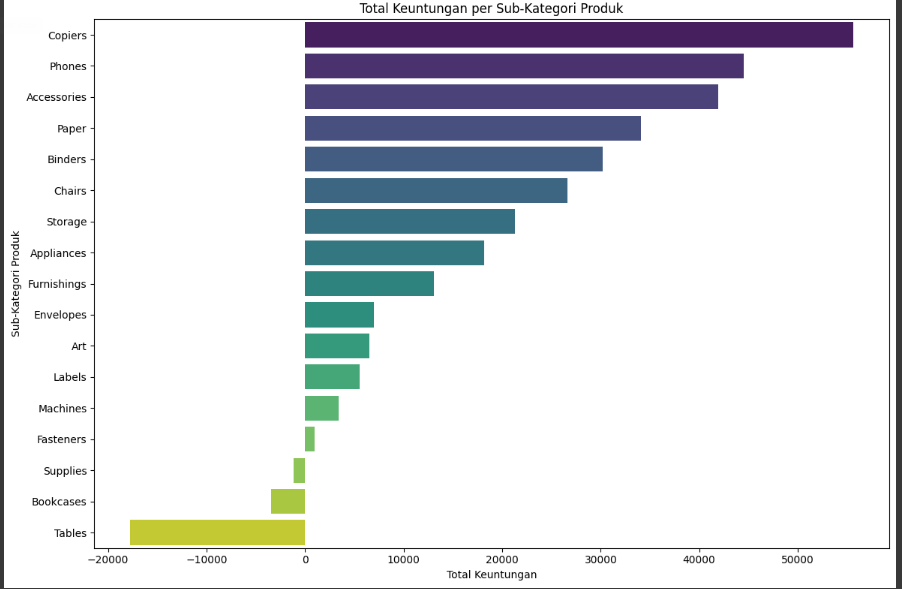 Total Keuntungan per Sub-Kategori Produk
Sub-Kategori Produk
Copiers
Phones
Accessories
Paper
Binders
Chairs
Storage
Appliances
Furnishings
Envelopes
Art
Labels
Machines
Fasteners
Supplies
Bookcases
Tables
−20000 −10000 0 10000 20000 30000 40000 50000
Total Keuntungan